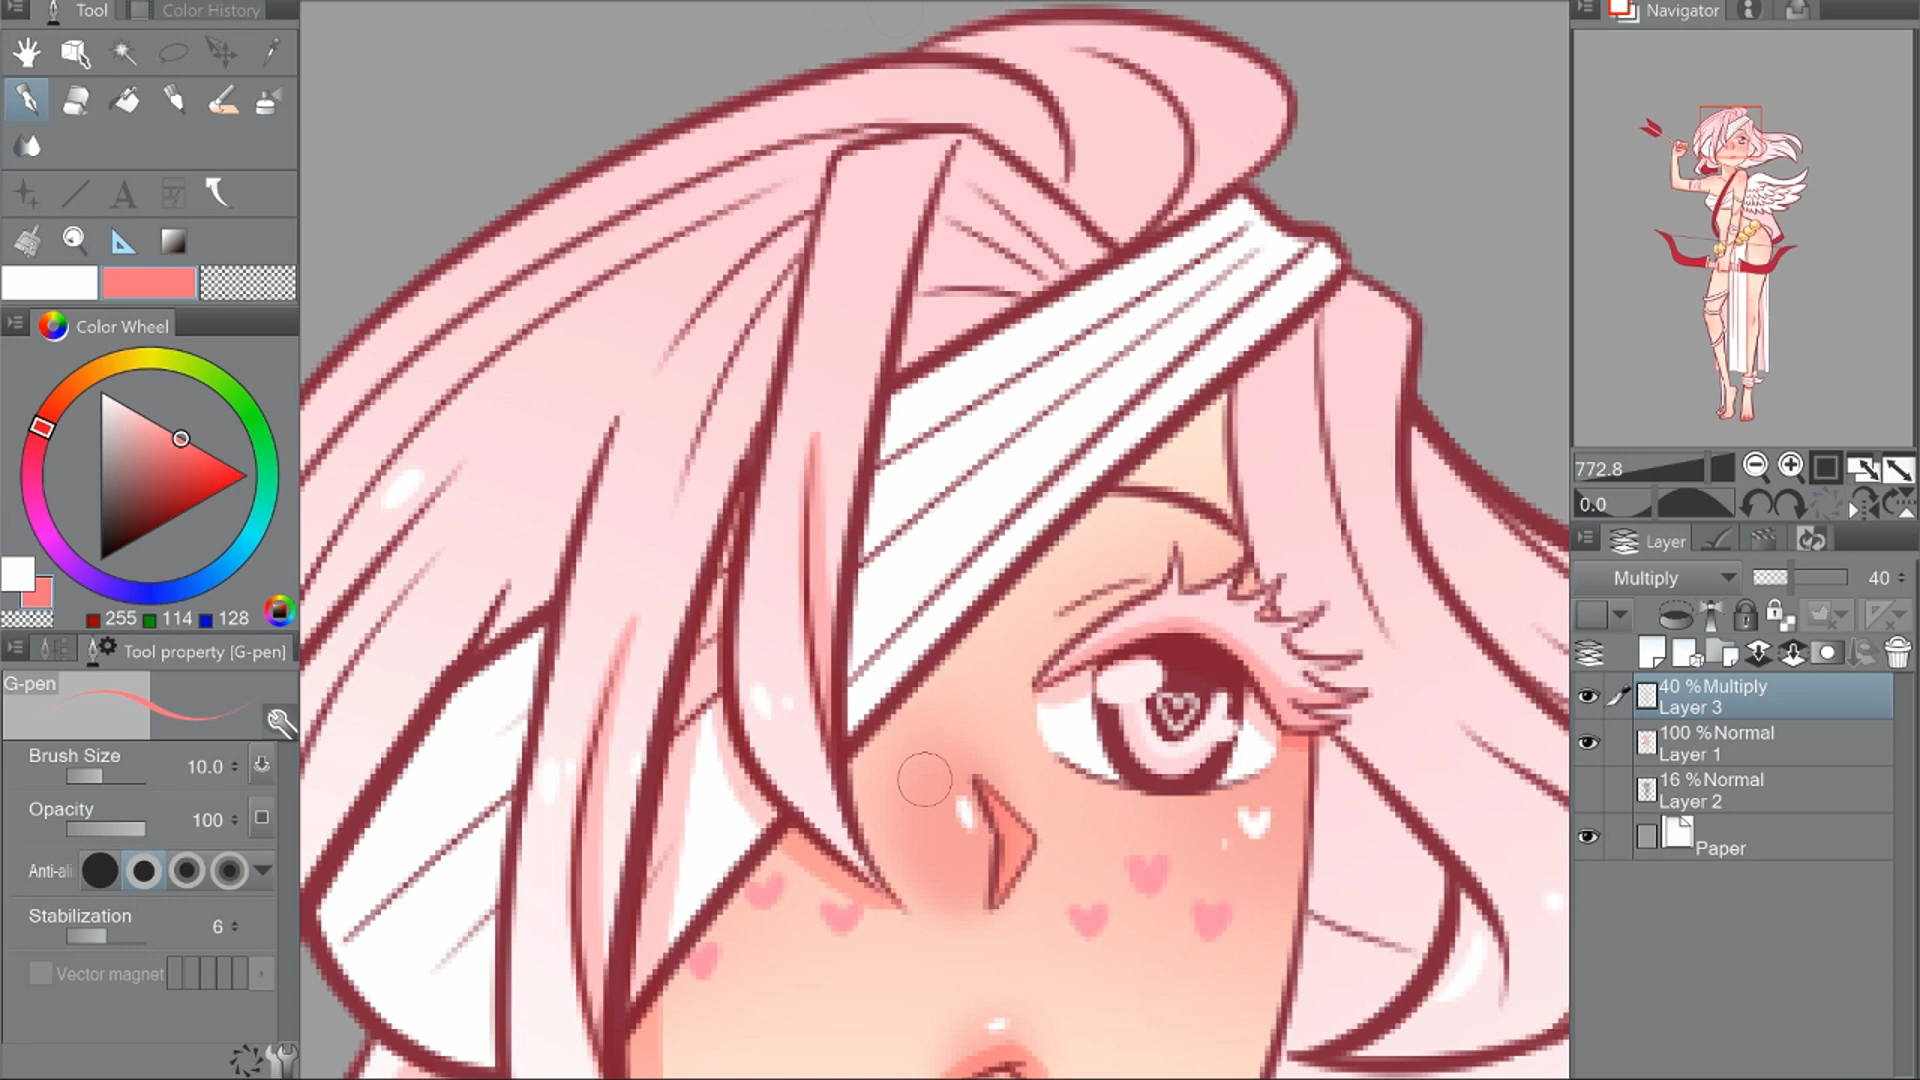 Tool
Color History
Navigator
Color Wheel
255 114 128
Tool property [G-pen]
G-pen
Brush Size 10.0
Opacity 100
Anti-ali
Stabilization 6
Vector magnet
772.8
0.0
Layer
Multiply 40
40 %Multiply
Layer 3
100 %Normal
Layer 1
16 %Normal
Layer 2
Paper